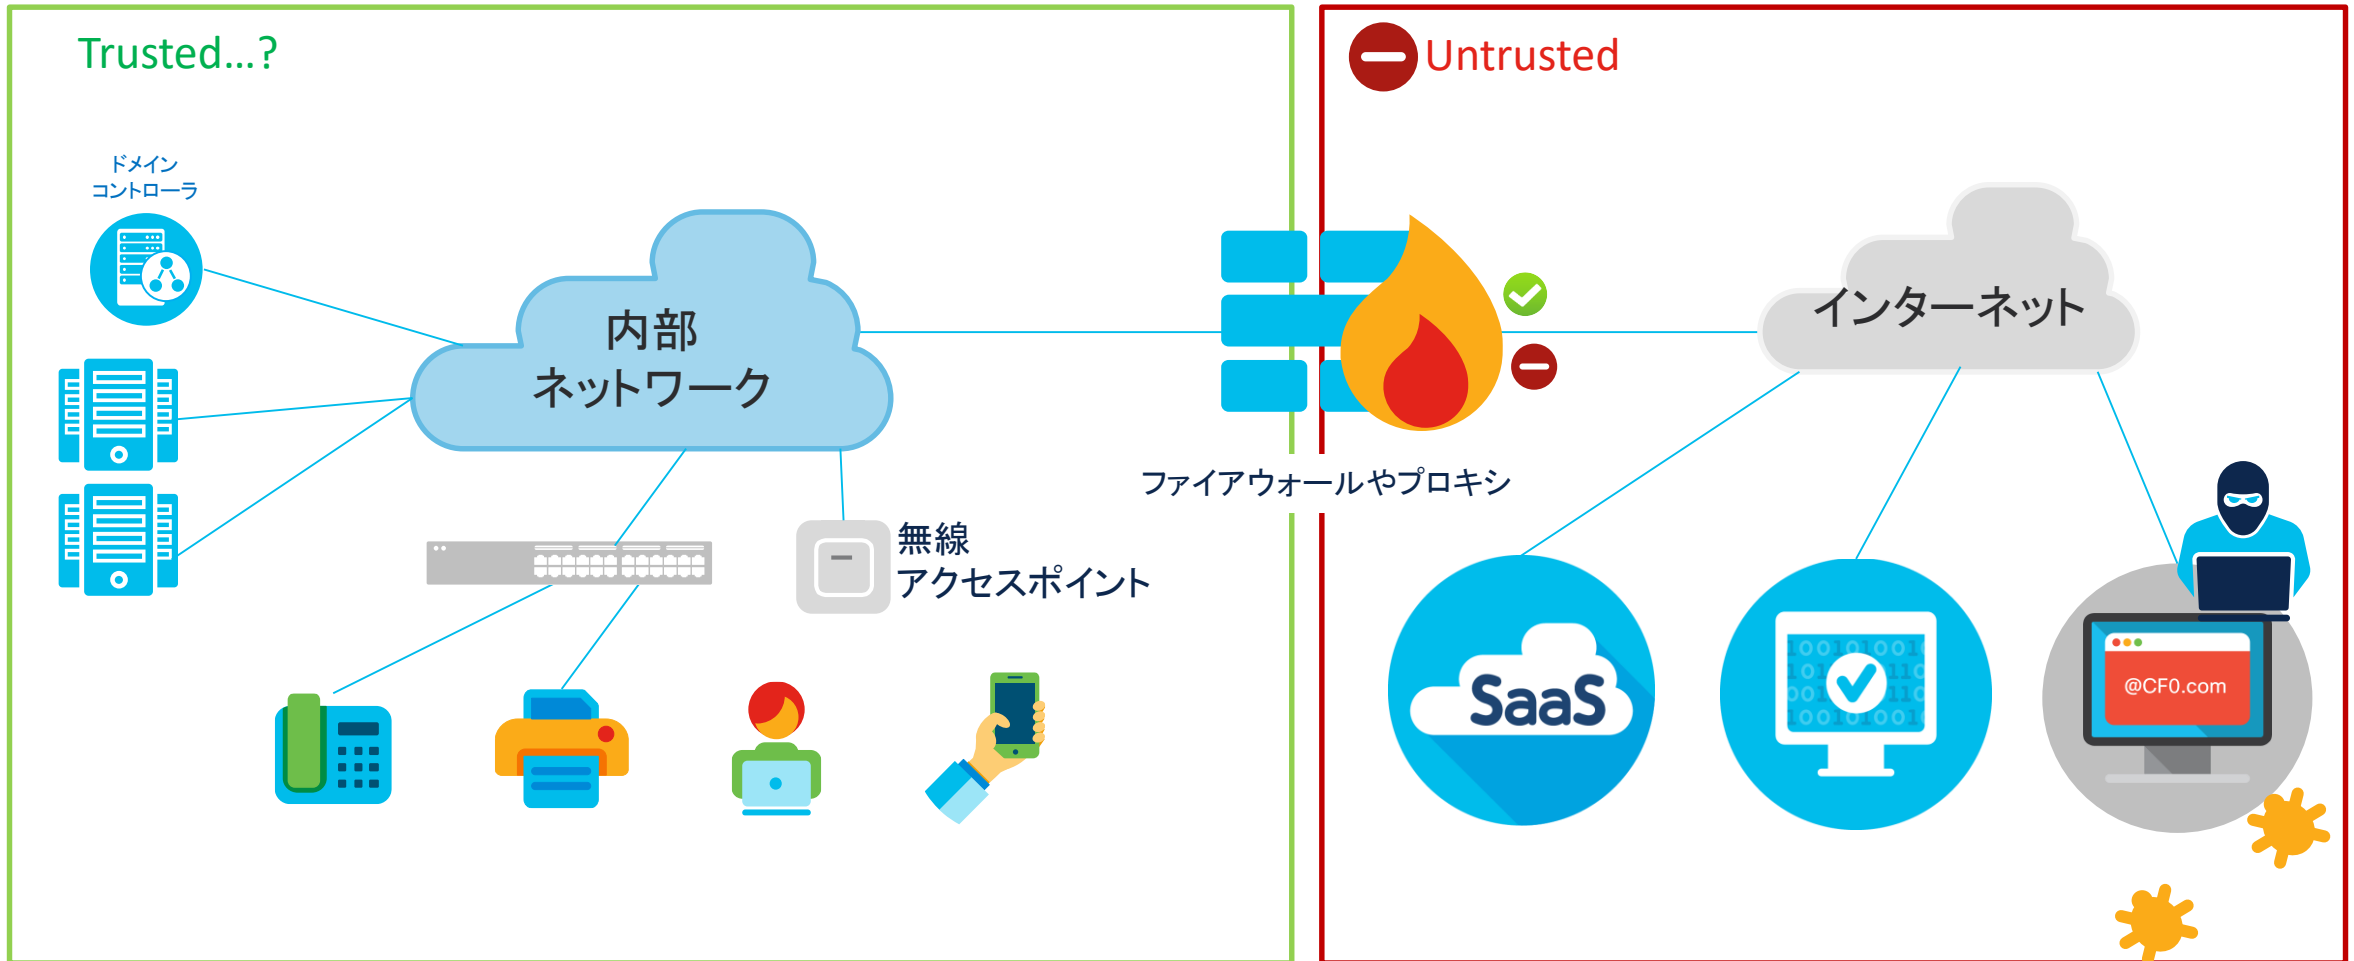 Trusted...?
Untrusted
ドメイン
コントローラ
内部
ネットワーク
インターネット
ファイアウォールやプロキシ
無線
アクセスポイント
SaaS
@CF0.com